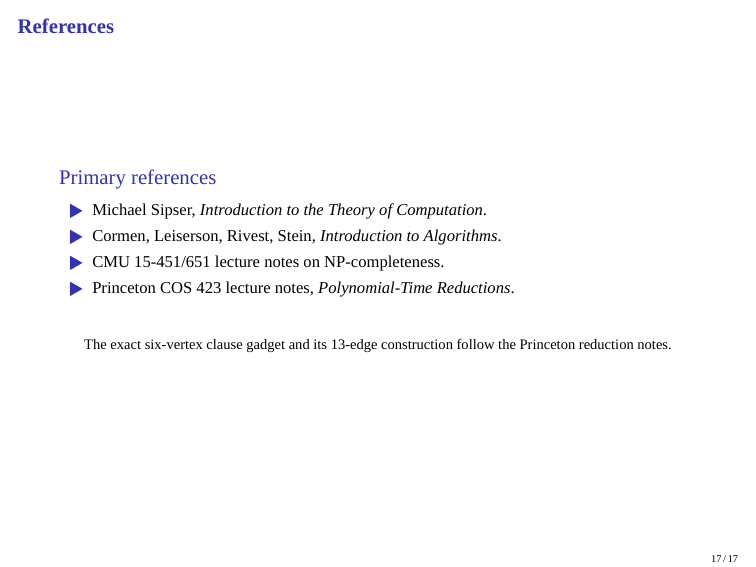 References
Primary references
Michael Sipser, Introduction to the Theory of Computation.
Cormen, Leiserson, Rivest, Stein, Introduction to Algorithms.
CMU 15-451/651 lecture notes on NP-completeness.
Princeton COS 423 lecture notes, Polynomial-Time Reductions.
The exact six-vertex clause gadget and its 13-edge construction follow the Princeton reduction notes.
17 / 17